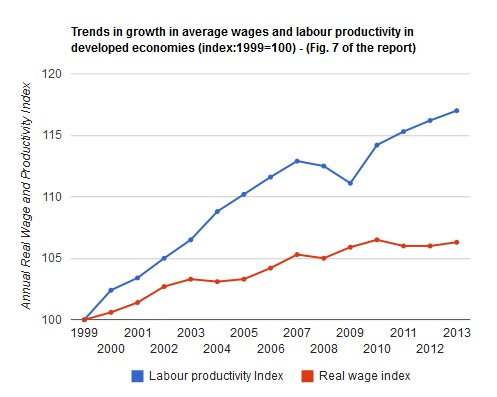 Trends in growth in average wages and labour productivity in
developed economies (index:1999=100) - (Fig. 7 of the report)
Annual Real Wage and Productivity Index
120
115
110
105
100
1999 2001 2003 2005 2007 2009 2011 2013
2000 2002 2004 2006 2008 2010 2012
Labour productivity Index Real wage index